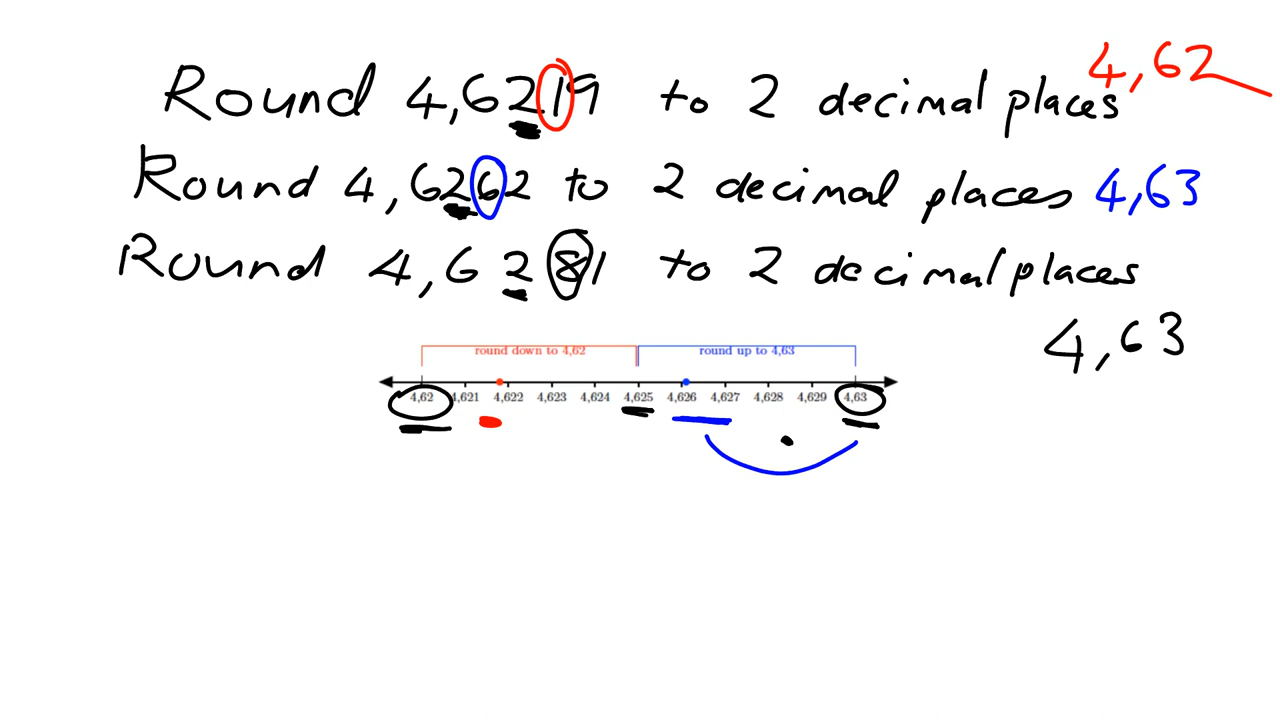 Round 4,6219 to 2 decimal places 4,62
Round 4,6262 to 2 decimal places 4,63
Round 4,6281 to 2 decimal places
4,63
round down to 4,62 round up to 4,63
4,62 4,621 4,622 4,623 4,624 4,625 4,626 4,627 4,628 4,629 4,63